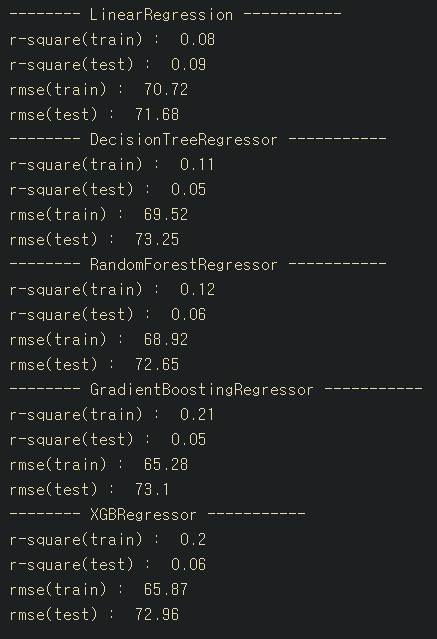 -------- LinearRegression -----------
r-square(train) :  0.08
r-square(test) :  0.09
rmse(train) :  70.72
rmse(test) :  71.68
-------- DecisionTreeRegressor -----------
r-square(train) :  0.11
r-square(test) :  0.05
rmse(train) :  69.52
rmse(test) :  73.25
-------- RandomForestRegressor -----------
r-square(train) :  0.12
r-square(test) :  0.06
rmse(train) :  68.92
rmse(test) :  72.65
-------- GradientBoostingRegressor -----------
r-square(train) :  0.21
r-square(test) :  0.05
rmse(train) :  65.28
rmse(test) :  73.1
-------- XGBRegressor -----------
r-square(train) :  0.2
r-square(test) :  0.06
rmse(train) :  65.87
rmse(test) :  72.96